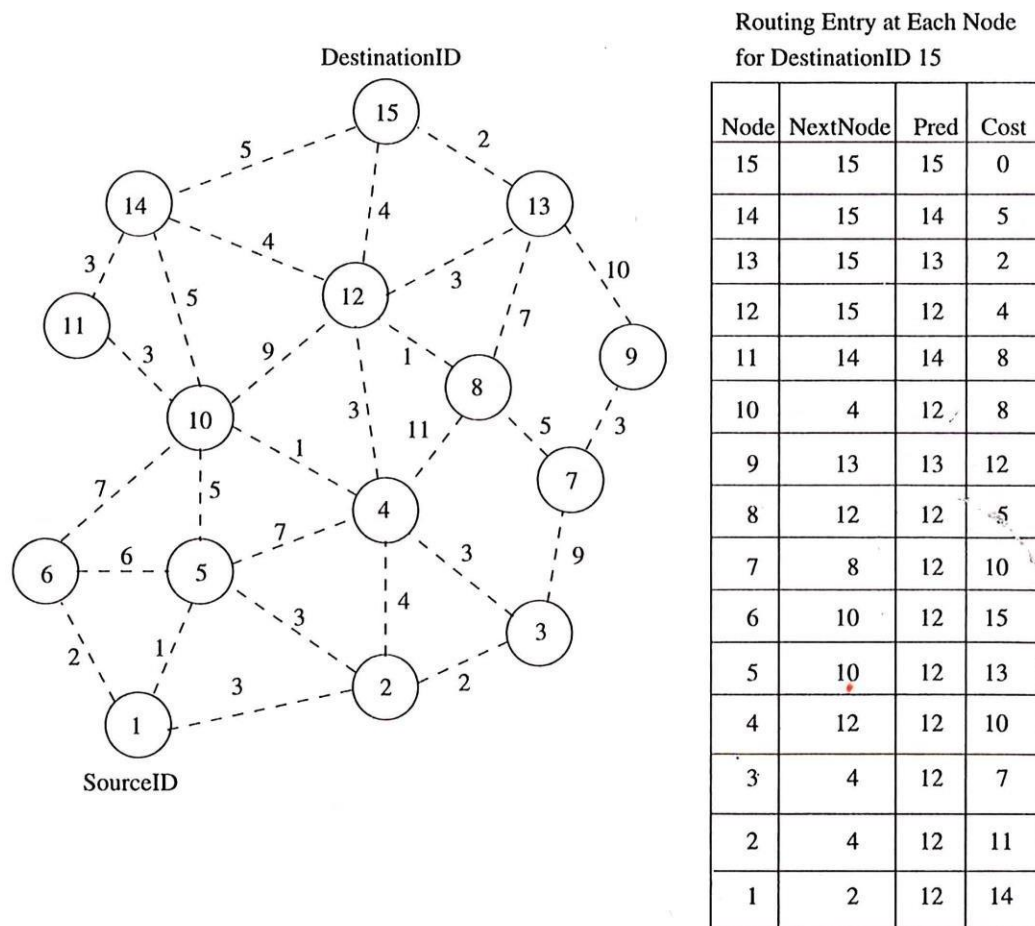 Routing Entry at Each Node
for DestinationID 15
DestinationID
15
5
2
14
13
4
4
3
5
3
10
12
11
3
9
1
7
9
8
10
3
11
5
3
1
7
7
5
4
6
6
5
7
3
9
4
3
3
2
1
2
2
3
1
SourceID
Node NextNode Pred Cost
15 15 15 0
14 15 14 5
13 15 13 2
12 15 12 4
11 14 14 8
10 4 12 8
9 13 13 12
8 12 12 5
7 8 12 10
6 10 12 15
5 10 12 13
4 12 12 10
3 4 12 7
2 4 12 11
1 2 12 14